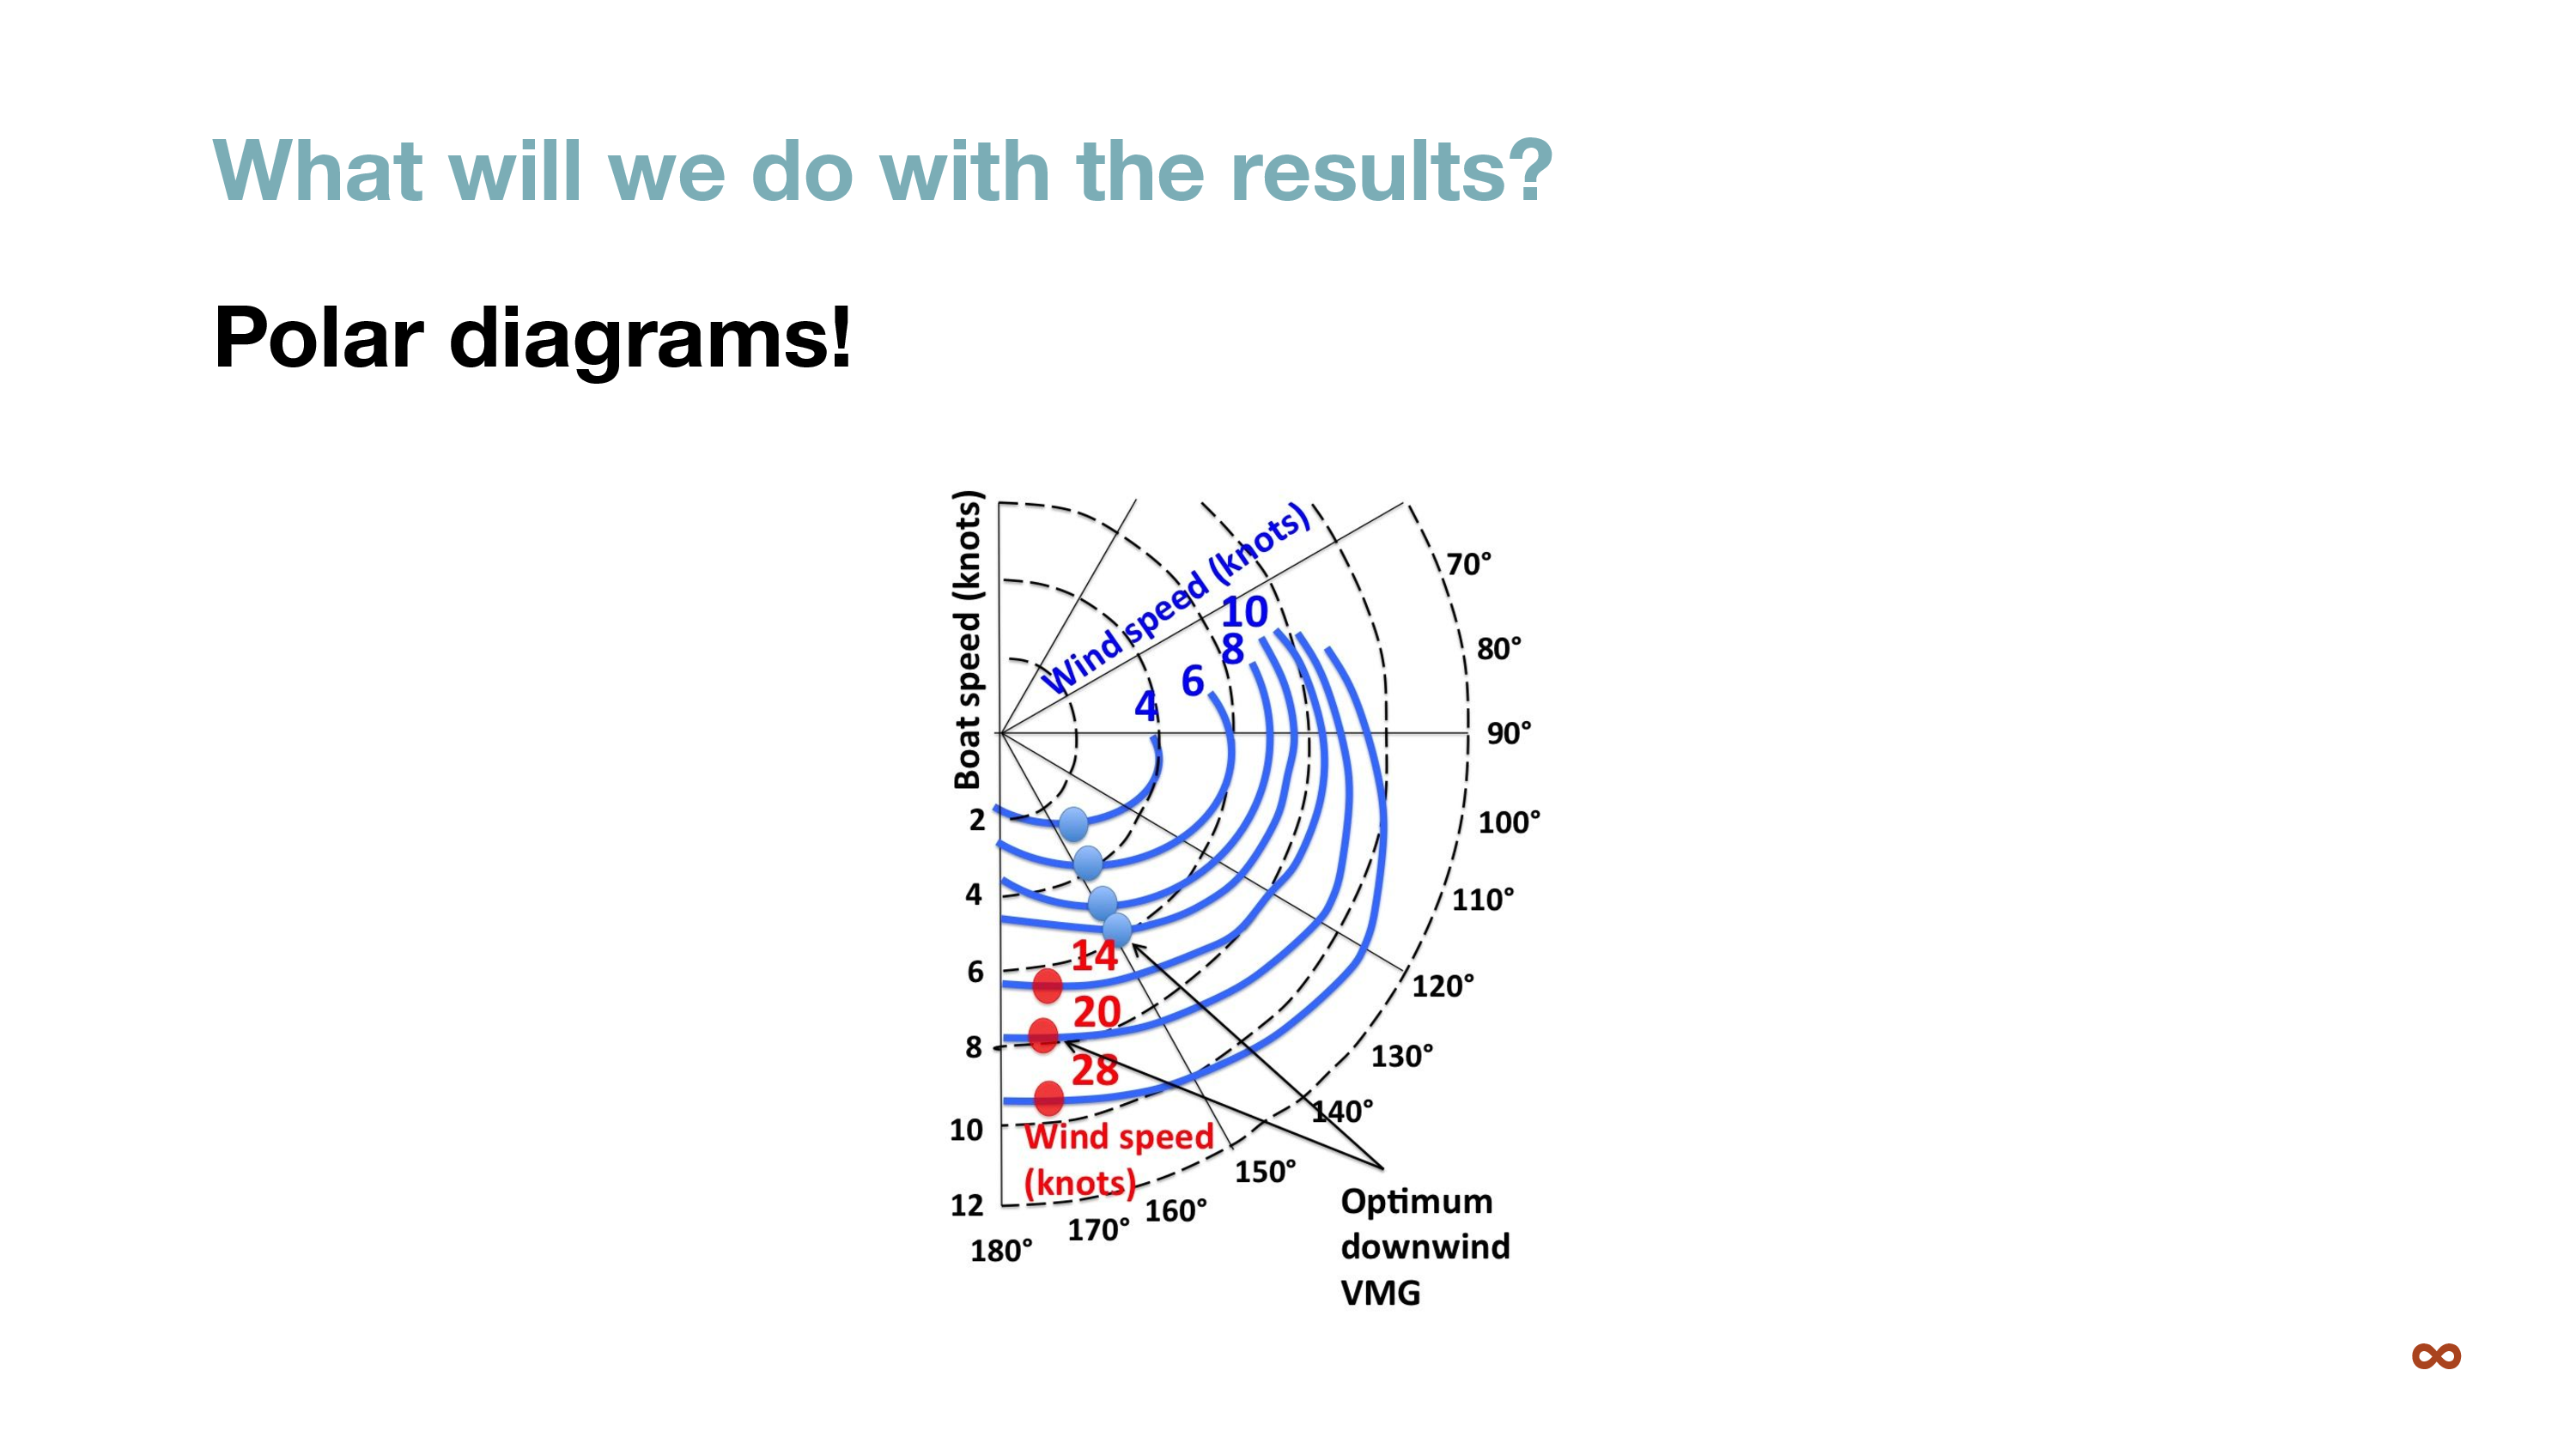 What will we do with the results?
Polar diagrams!
Boat speed (knots)
Wind speed (knots)
10
8
6
4
70°
80°
90°
100°
110°
120°
130°
140°
150°
160°
170°
180°
2
4
6
8
10
12
14
20
28
Wind speed
(knots)
Optimum
downwind
VMG
∞